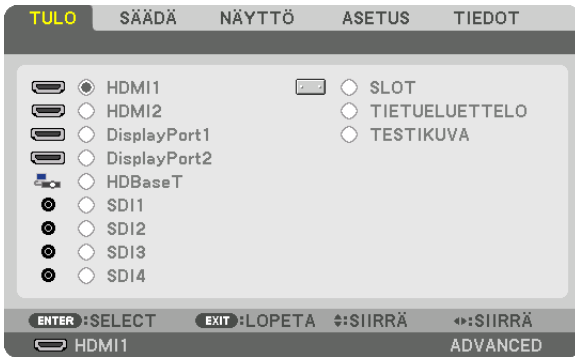 TULO SÄÄDÄ NÄYTTÖ ASETUS TIEDOT
HDMI1 SLOT
HDMI2 TIETUELUETTELO
DisplayPort1 TESTIKUVA
DisplayPort2
HDBaseT
SDI1
SDI2
SDI3
SDI4
ENTER :SELECT EXIT :LOPETA :SIIRRÄ :SIIRRÄ
HDMI1 ADVANCED